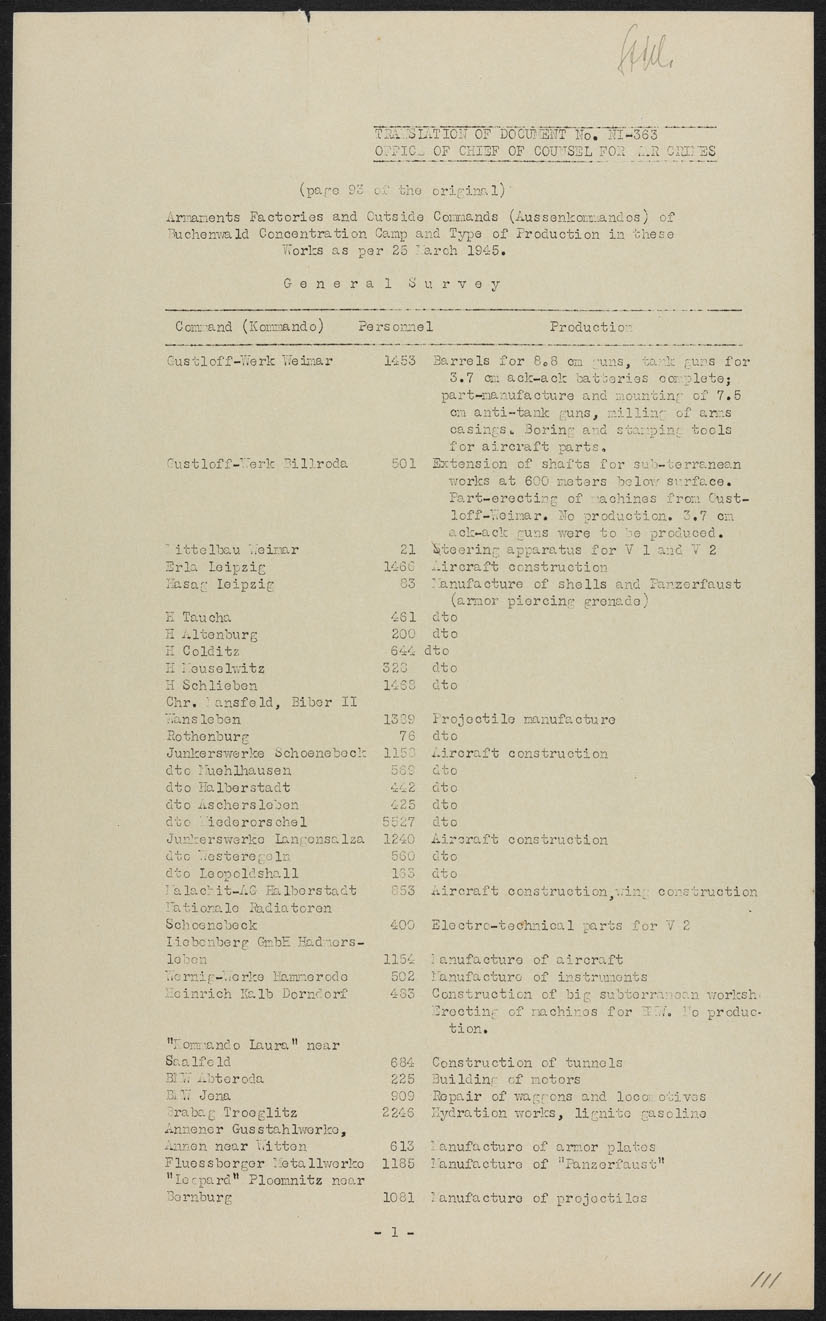 TRANSLATION OF DOCUMENT No. NI-363
OFFICE OF CHIEF OF COUNSEL FOR WAR CRIMES
(page 93 of the original)
Armaments Factories and Outside Commands (Aussenkommandos) of
Buchenwald Concentration Camp and Type of Production in these
Works as per 25 March 1945.
General Survey
Command (Kommando) Personnel Production
Gustloff-Werk Weimar 1453 Barrels for 8.8 cm guns, tank guns for
3.7 cm ack-ack batteries complete;
part-manufacture and mounting of 7.5
cm anti-tank guns, milling of arms
casings. Boring and stamping tools
for aircraft parts.
Gustloff-Werk Billroda 501 Extension of shafts for sub-terranean
works at 600 meters below surface.
Part-erecting of machines from Gust-
loff-Weimar. No production. 3.7 cm
ack-ack guns were to be produced.
Mittelbau Weimar 21 Steering apparatus for V 1 and V 2
Erla Leipzig 1466 Aircraft construction
Hasag Leipzig 83 Manufacture of shells and Panzerfaust
(armor piercing grenade)
H Taucha 461 dto
H Altenburg 200 dto
H Colditz 644 dto
H Meuselwitz 328 dto
H Schlieben 1468 dto
Chr. Mansfeld, Biber II
Wansleben 1389 Projectile manufacture
Rothenburg 76 dto
Junkerswerke Schoenebeck 1158 Aircraft construction
dto Muehlhausen 569 dto
dto Halberstadt 442 dto
dto Aschersleben 425 dto
dto Niederorschel 5527 dto
Junkerswerke Langensalza 1240 Aircraft construction
dto Westeregeln 560 dto
dto Leopoldshall 133 dto
Malachit-AG Halberstadt 853 Aircraft construction, wing construction
Nationale Radiatoren
Schoenebeck 400 Electro-technical parts for V 2
Liebenberg GmbH Hadmers-
leben 1154 Manufacture of aircraft
Wernig-Werke Hammerode 502 Manufacture of instruments
Heinrich Kalb Dorndorf 483 Construction of big subterranean worksh
Erecting of machines for BMW. No produc-
tion.
"Kommando Laura" near
Saalfeld 684 Construction of tunnels
BMW Abteroda 225 Building of motors
BMW Jena 909 Repair of waggons and locomotives
Brabag Troeglitz 2246 Hydration works, lignite gasoline
Annener Gusstahlwerke,
Annen near Witten 613 Manufacture of armor plates
Fluessberger Metallwerke 1185 Manufacture of "Panzerfaust"
"Leopard" Ploemnitz near
Bernburg 1081 Manufacture of projectiles
- 1 -
111